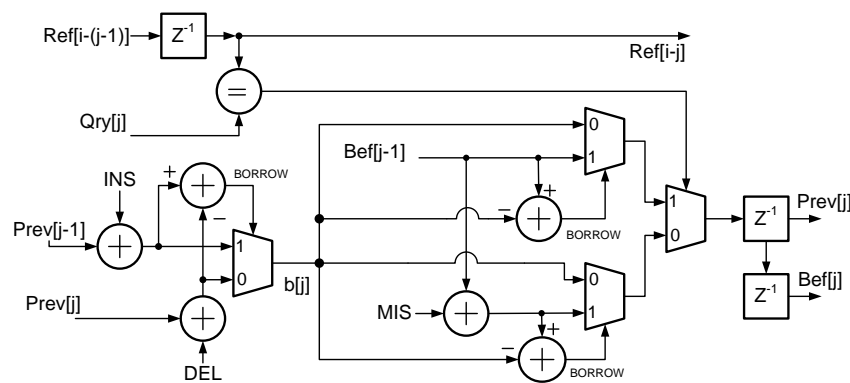 Ref[i-(j-1)]
Z⁻¹
Ref[i-j]
=
Qry[j]
0
1
Bef[j-1]
INS
+
+
BORROW
−
1
0
Prev[j]
Z⁻¹
+
−
+
BORROW
Prev[j-1]
+
1
0
b[j]
0
1
Z⁻¹
Bef[j]
Prev[j]
+
DEL
MIS
+
+
−
+
BORROW